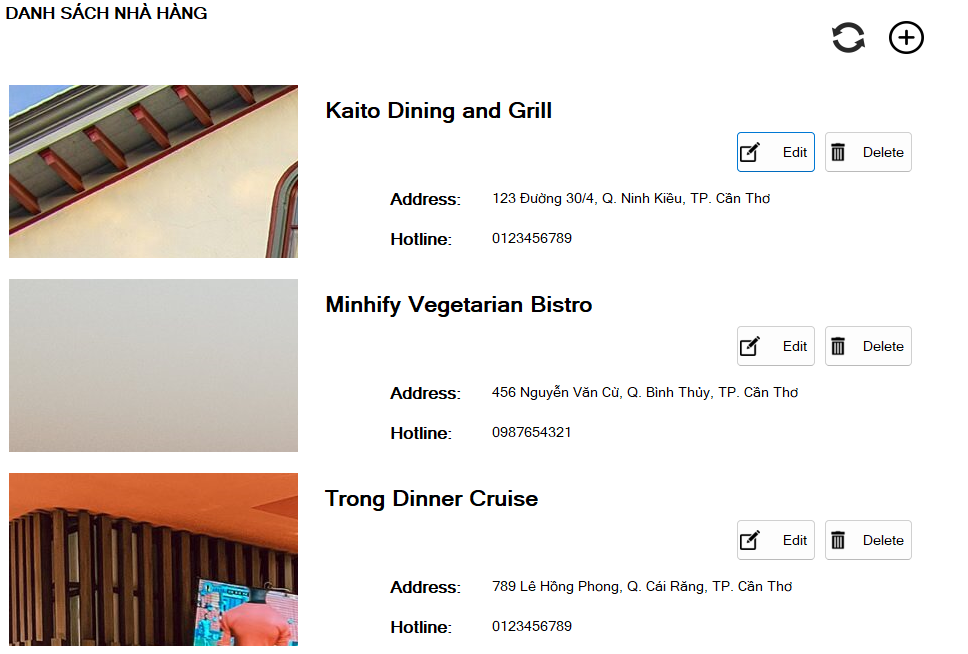 DANH SÁCH NHÀ HÀNG
Kaito Dining and Grill
Edit
Delete
Address: 123 Đường 30/4, Q. Ninh Kiều, TP. Cần Thơ
Hotline: 0123456789
Minhify Vegetarian Bistro
Edit
Delete
Address: 456 Nguyễn Văn Cừ, Q. Bình Thủy, TP. Cần Thơ
Hotline: 0987654321
Trong Dinner Cruise
Edit
Delete
Address: 789 Lê Hồng Phong, Q. Cái Răng, TP. Cần Thơ
Hotline: 0123456789